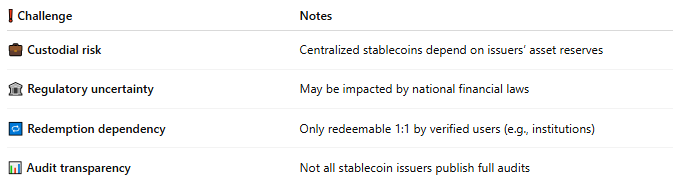 ❗ Challenge Notes
💼 Custodial risk Centralized stablecoins depend on issuers’ asset reserves
🏛 Regulatory uncertainty May be impacted by national financial laws
🔁 Redemption dependency Only redeemable 1:1 by verified users (e.g., institutions)
📊 Audit transparency Not all stablecoin issuers publish full audits